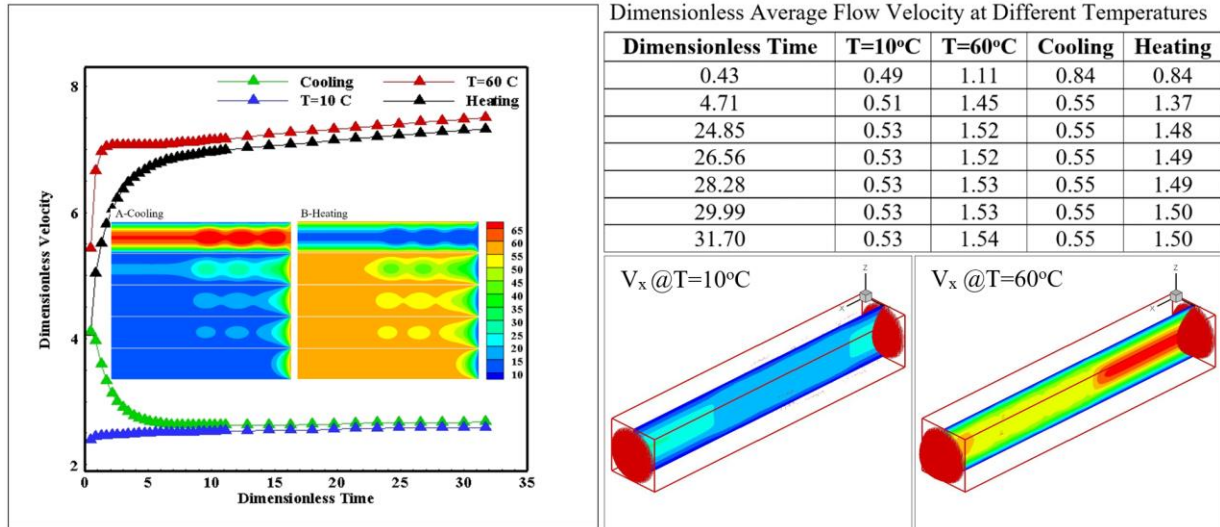 8
6
4
2
Dimensionless Velocity
Cooling
T=10 C
T=60 C
Heating
A-Cooling
B-Heating
65
60
55
50
45
40
35
30
25
20
15
10
0 5 10 15 20 25 30 35
Dimensionless Time
Dimensionless Average Flow Velocity at Different Temperatures
Dimensionless Time T=10°C T=60°C Cooling Heating
0.43 0.49 1.11 0.84 0.84
4.71 0.51 1.45 0.55 1.37
24.85 0.53 1.52 0.55 1.48
26.56 0.53 1.52 0.55 1.49
28.28 0.53 1.53 0.55 1.49
29.99 0.53 1.53 0.55 1.50
31.70 0.53 1.54 0.55 1.50
Vₓ @T=10°C
z
x
Vₓ @T=60°C
z
x